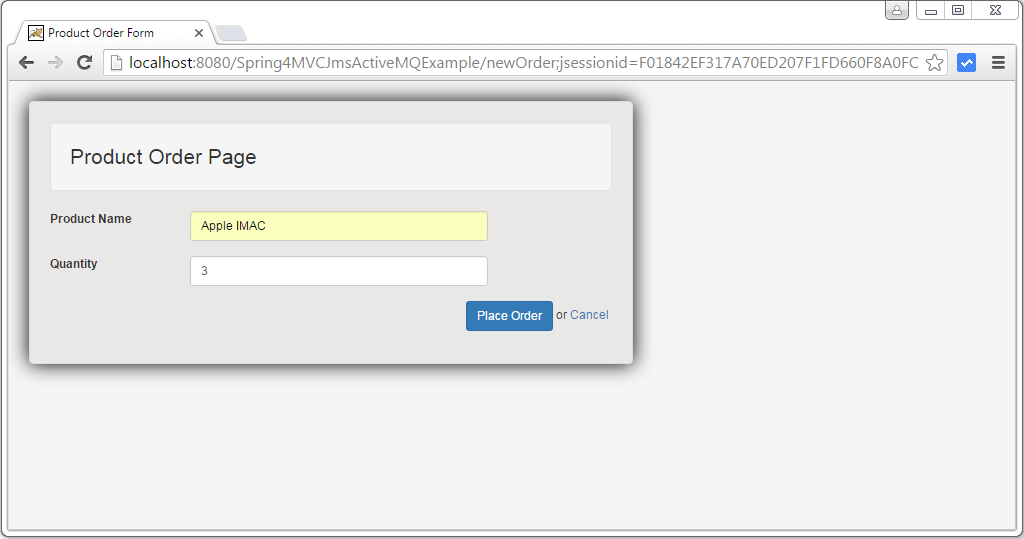 Product Order Form
localhost:8080/Spring4MVCJmsActiveMQExample/newOrder;jsessionid=F01842EF317A70ED207F1FD660F8A0FC
Product Order Page
Product Name
Apple IMAC
Quantity
3
Place Order or Cancel